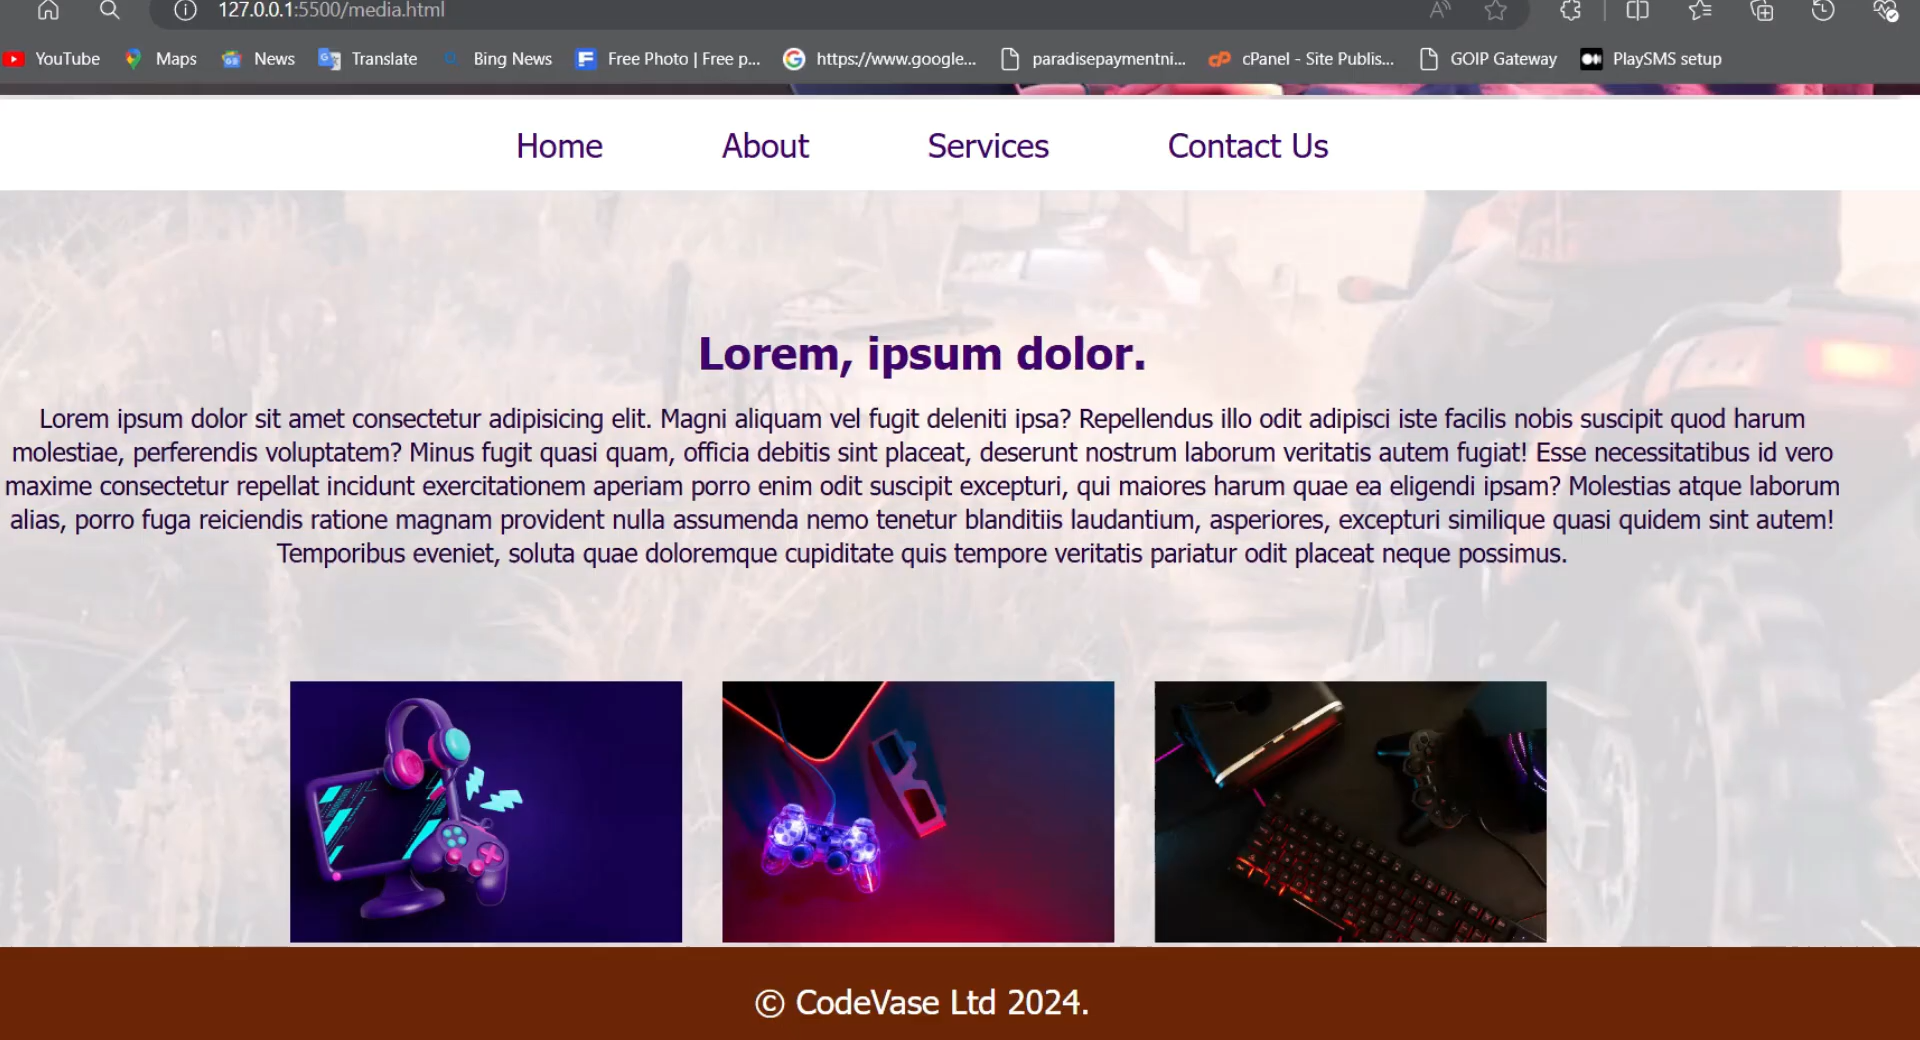 127.0.0.1:5500/media.html
YouTube Maps News Translate Bing News Free Photo | Free p... https://www.google... paradisepaymentni... cPanel - Site Publis... GOIP Gateway PlaySMS setup
Home About Services Contact Us
Lorem, ipsum dolor.
Lorem ipsum dolor sit amet consectetur adipisicing elit. Magni aliquam vel fugit deleniti ipsa? Repellendus illo odit adipisci iste facilis nobis suscipit quod harum
molestiae, perferendis voluptatem? Minus fugit quasi quam, officia debitis sint placeat, deserunt nostrum laborum veritatis autem fugiat! Esse necessitatibus id vero
maxime consectetur repellat incidunt exercitationem aperiam porro enim odit suscipit excepturi, qui maiores harum quae ea eligendi ipsam? Molestias atque laborum
alias, porro fuga reiciendis ratione magnam provident nulla assumenda nemo tenetur blanditiis laudantium, asperiores, excepturi similique quasi quidem sint autem!
Temporibus eveniet, soluta quae doloremque cupiditate quis tempore veritatis pariatur odit placeat neque possimus.
© CodeVase Ltd 2024.